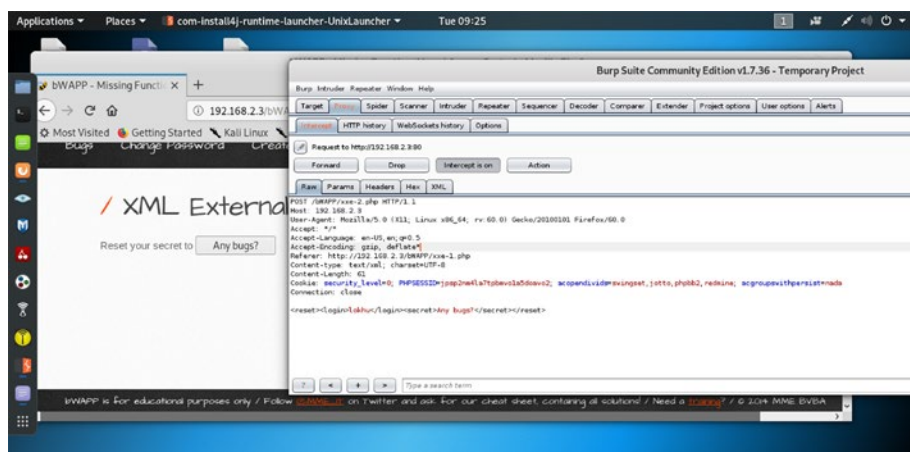 Applications Places com-install4j-runtime-launcher-UnixLauncher Tue 09:25 1
bWAPP - Missing Functi × +
192.168.2.3/bWA
Most Visited Getting Started Kali Linux
Bugs Change Password Creat
/ XML Externa
Reset your secret to Any bugs?
bWAPP is for educational purposes only / Follow on Twitter and ask for our cheat sheet, containing all solutions! / Need a training? / © 2014 MME BVBA
Burp Suite Community Edition v1.7.36 - Temporary Project
Burp Intruder Repeater Window Help
Target Proxy Spider Scanner Intruder Repeater Sequencer Decoder Comparer Extender Project options User options Alerts
Intercept HTTP history WebSockets history Options
Request to http://192.168.2.3:80
Forward Drop Intercept is on Action
Raw Params Headers Hex XML
POST /bWAPP/xxe-2.php HTTP/1.1
Host: 192.168.2.3
User-Agent: Mozilla/5.0 (X11; Linux x86_64; rv:60.0) Gecko/20100101 Firefox/60.0
Accept: */*
Accept-Language: en-US,en;q=0.5
Accept-Encoding: gzip, deflate
Referer: http://192.168.2.3/bWAPP/xxe-1.php
Content-type: text/xml; charset=UTF-8
Content-Length: 61
Cookie: security_level=0; acopendivids=swingset,jotto,phpbb2,redmine; acgroupswithpersist=nada
Connection: close
<reset><login>lokhu</login><secret>Any bugs?</secret></reset>
? < + > Type a search term